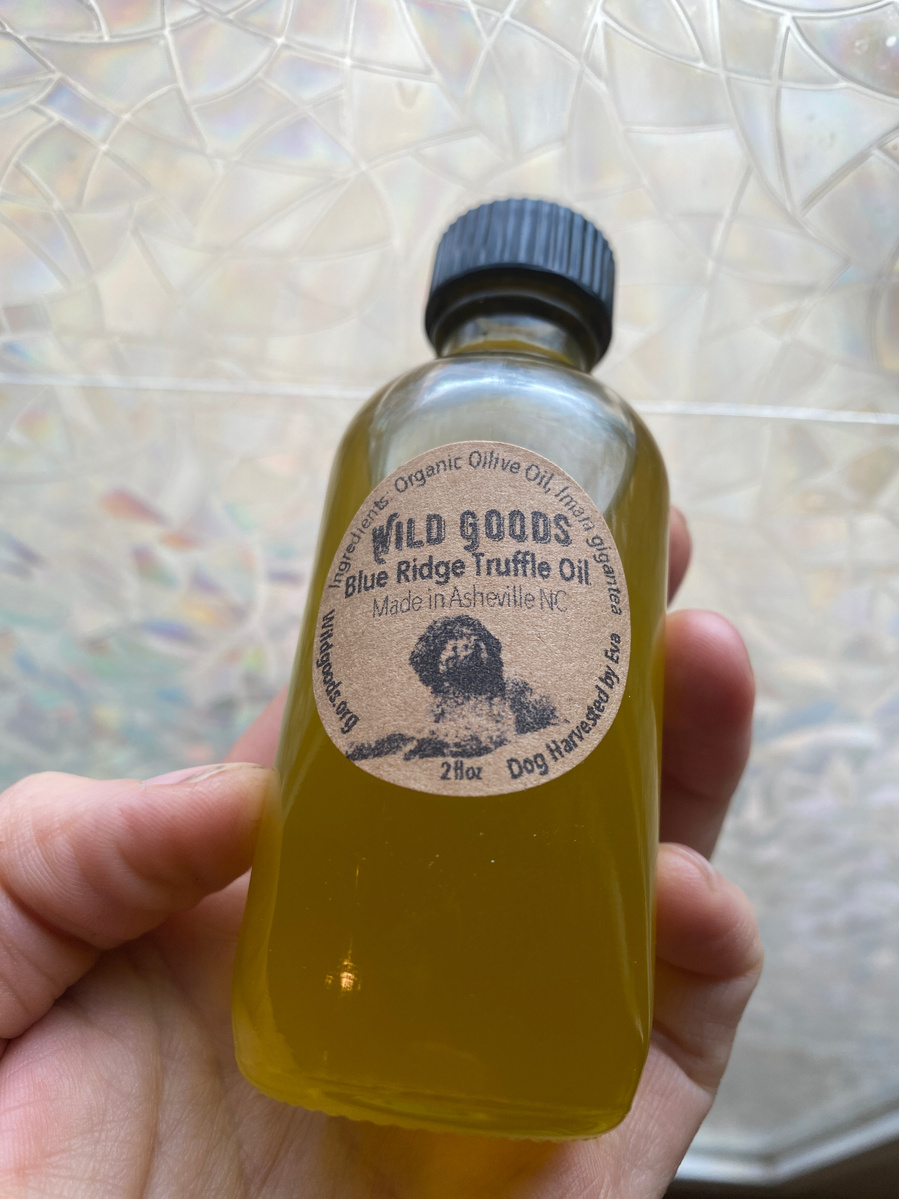 Ingredients. Organic Oilive Oil, Imaia gigantea
WILD GOODS
Blue Ridge Truffle Oil
Made in Asheville NC
Wildgoods.org
2floz
Dog Harvested by Eva